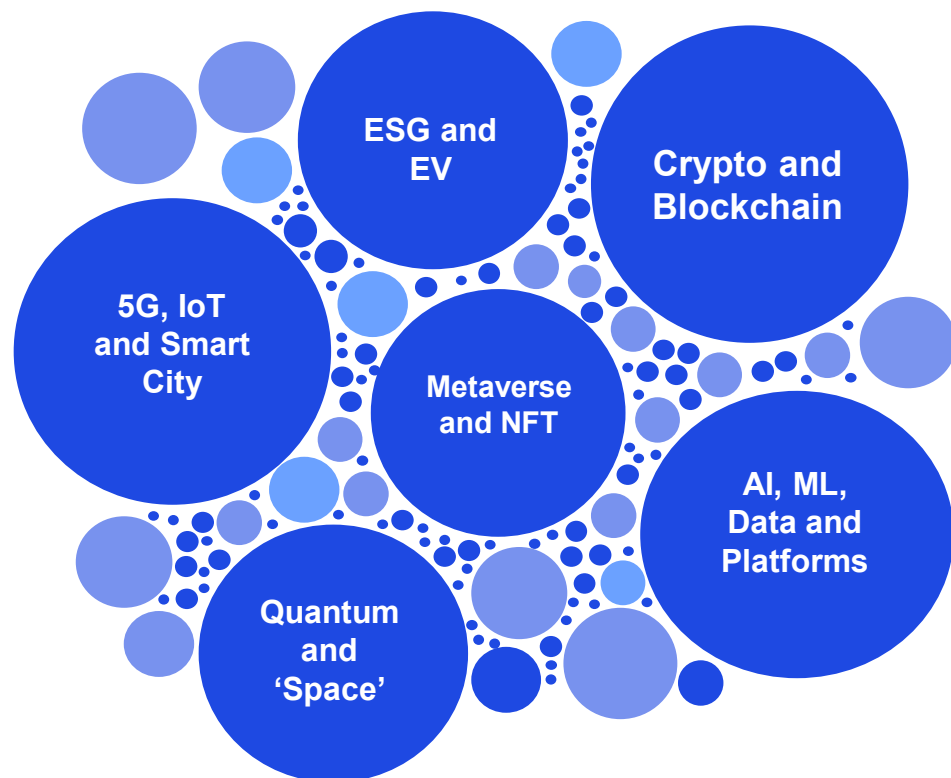 ESG and
EV
Crypto and
Blockchain
5G, IoT
and Smart
City
Metaverse
and NFT
AI, ML,
Data and
Platforms
Quantum
and
‘Space’